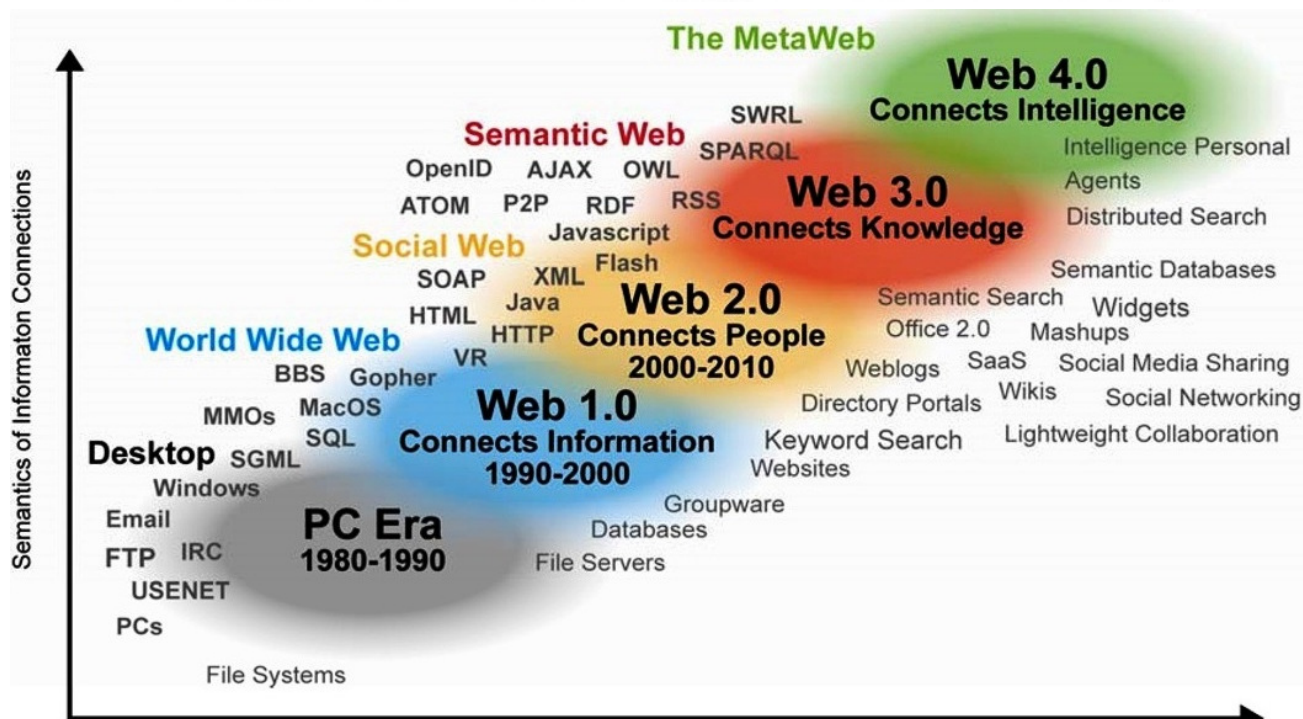 The MetaWeb
Web 4.0
Connects Intelligence
SWRL
Semantic Web
SPARQL
Intelligence Personal
Agents
OpenID AJAX OWL
Web 3.0
Connects Knowledge
ATOM P2P RDF RSS
Distributed Search
Javascript
Social Web
Flash
SOAP XML
Semantic Databases
Web 2.0
Connects People
2000-2010
Java
HTML
HTTP
Semantic Search
Widgets
Office 2.0
Mashups
World Wide Web
VR
BBS Gopher
Weblogs
SaaS
Social Media Sharing
Wikis
Social Networking
Directory Portals
MMOs
MacOS
SQL
Web 1.0
Connects Information
1990-2000
Keyword Search
Lightweight Collaboration
Websites
Desktop
SGML
Windows
Groupware
Email
PC Era
1980-1990
Databases
FTP IRC
File Servers
USENET
PCs
File Systems
Semantics of Informaton Connections